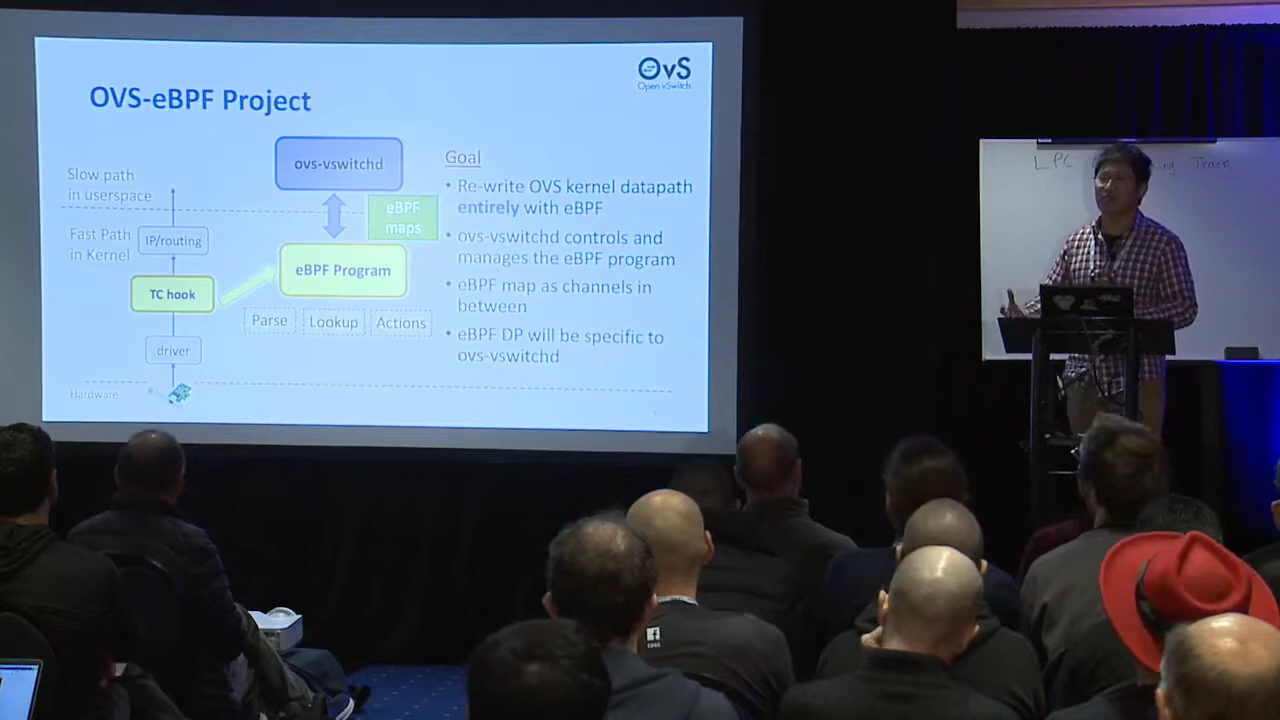 OVS-eBPF Project
OvS
Open vSwitch
Slow path
in userspace
Fast Path
in Kernel
IP/routing
TC hook
driver
Hardware
ovs-vswitchd
eBPF
maps
eBPF Program
Parse
Lookup
Actions
Goal
• Re-write OVS kernel datapath
entirely with eBPF
• ovs-vswitchd controls and
manages the eBPF program
• eBPF map as channels in
between
• eBPF DP will be specific to
ovs-vswitchd
LPC
Track
f